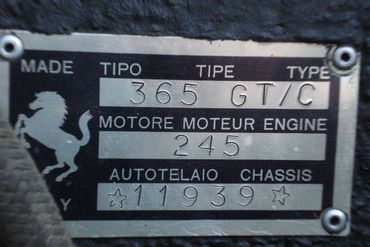 MADE TIPO TIPE TYPE
365 GT/C
MOTORE MOTEUR ENGINE
245
AUTOTELAIO CHASSIS
Y ☆11939☆